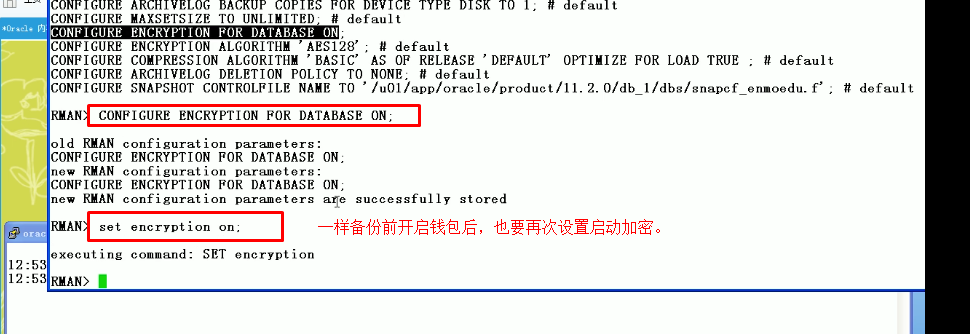 CONFIGURE ARCHIVELOG BACKUP COPIES FOR DEVICE TYPE DISK TO 1; # default
CONFIGURE MAXSETSIZE TO UNLIMITED; # default
*Oracle 内
CONFIGURE ENCRYPTION FOR DATABASE ON;
CONFIGURE ENCRYPTION ALGORITHM 'AES128'; # default
CONFIGURE COMPRESSION ALGORITHM 'BASIC' AS OF RELEASE 'DEFAULT' OPTIMIZE FOR LOAD TRUE ; # default
CONFIGURE ARCHIVELOG DELETION POLICY TO NONE; # default
CONFIGURE SNAPSHOT CONTROLFILE NAME TO '/u01/app/oracle/product/11.2.0/db_1/dbs/snapcf_enmoedu.f'; # default
RMAN> CONFIGURE ENCRYPTION FOR DATABASE ON;
old RMAN configuration parameters:
CONFIGURE ENCRYPTION FOR DATABASE ON;
new RMAN configuration parameters:
CONFIGURE ENCRYPTION FOR DATABASE ON;
new RMAN configuration parameters are successfully stored
RMAN> set encryption on;
一样备份前开启钱包后，也要再次设置启动加密。
orac
executing command: SET encryption
12:53
12:53
RMAN>